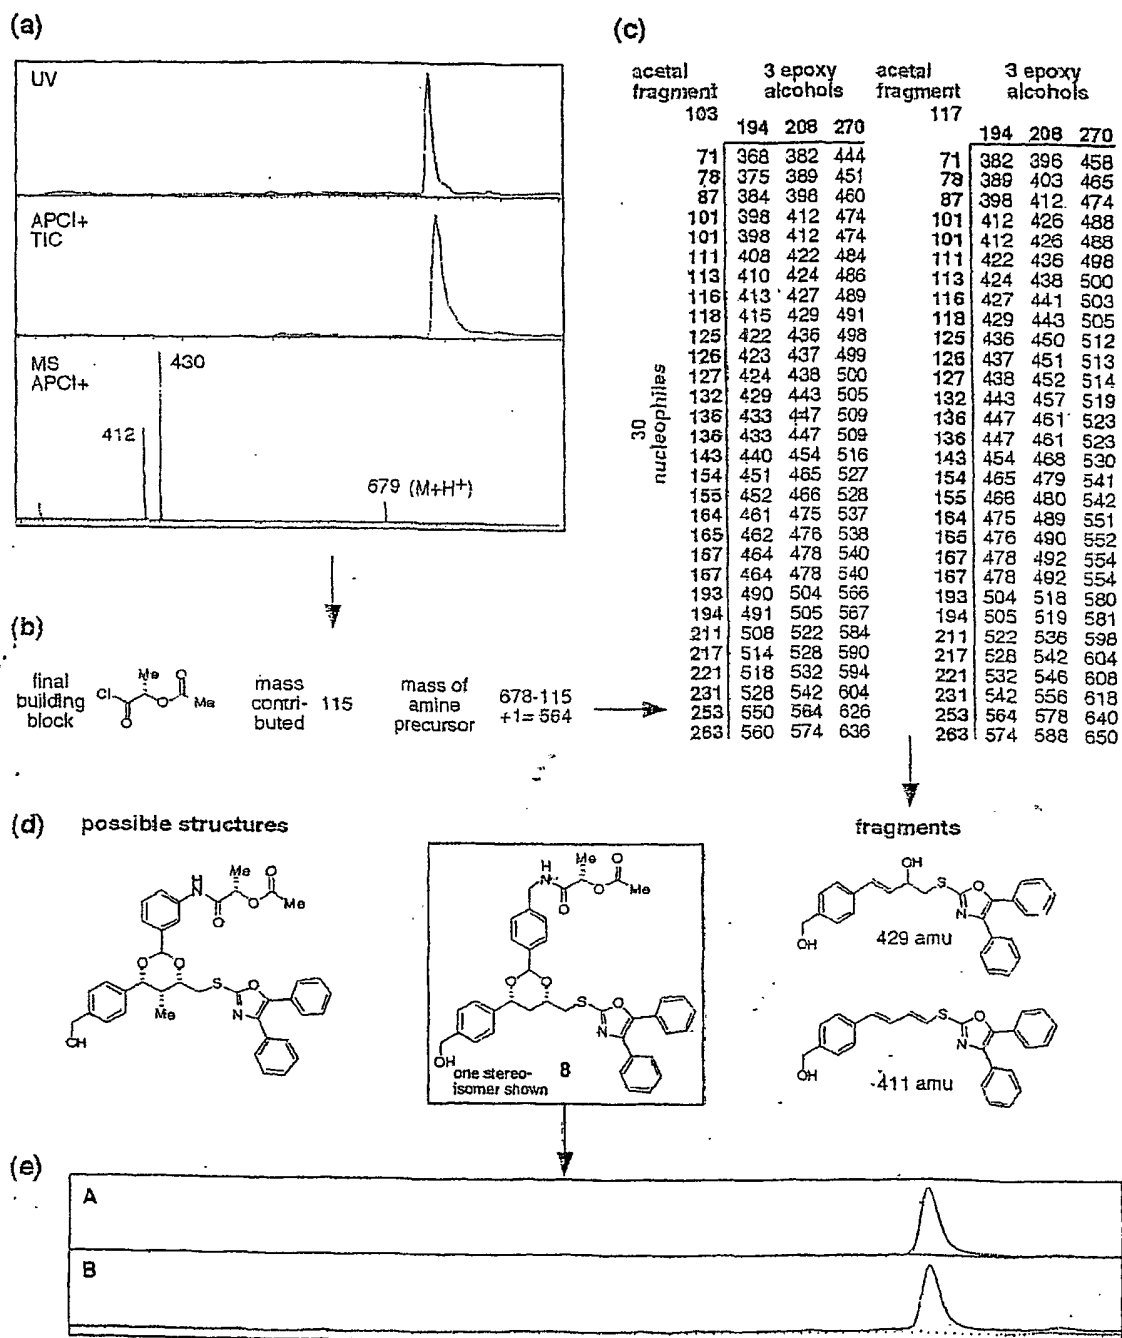 (a)
UV
APCI+
TIC
MS
APCI+
430
412
679 (M+H⁺)
(b)
final
building
block
Cl
O
Me
O
O
Me
mass
contri-
buted
115
mass of
amine
precursor
678-115
+1= 564
(c)
acetal
fragment
103
3 epoxy
alcohols
194 208 270
30
nucleophiles
71 368 382 444
78 375 389 451
87 384 398 460
101 398 412 474
101 398 412 474
111 408 422 484
113 410 424 486
116 413 427 489
118 415 429 491
125 422 436 498
126 423 437 499
127 424 438 500
132 429 443 505
136 433 447 509
136 433 447 509
143 440 454 516
154 451 465 527
155 452 466 528
164 461 475 537
165 462 476 538
167 464 478 540
167 464 478 540
193 490 504 566
194 491 505 567
211 508 522 584
217 514 528 590
221 518 532 594
231 528 542 604
253 550 564 626
263 560 574 636
acetal
fragment
117
3 epoxy
alcohols
194 208 270
71 382 396 458
78 389 403 465
87 398 412 474
101 412 426 488
101 412 426 488
111 422 436 498
113 424 438 500
116 427 441 503
118 429 443 505
125 436 450 512
126 437 451 513
127 438 452 514
132 443 457 519
136 447 461 523
136 447 461 523
143 454 468 530
154 465 479 541
155 466 480 542
164 475 489 551
165 476 490 552
167 478 492 554
167 478 492 554
193 504 518 580
194 505 519 581
211 522 536 598
217 528 542 604
221 532 546 608
231 542 556 618
253 564 578 640
263 574 588 650
(d)
possible structures
H
N
Me
O
O
O
Me
O
O
S
O
N
Me
OH
H
N
Me
O
O
O
Me
O
O
S
O
N
OH
one stereo-
isomer shown
8
fragments
OH
S
O
N
OH
429 amu
S
O
N
OH
411 amu
(e)
A
B